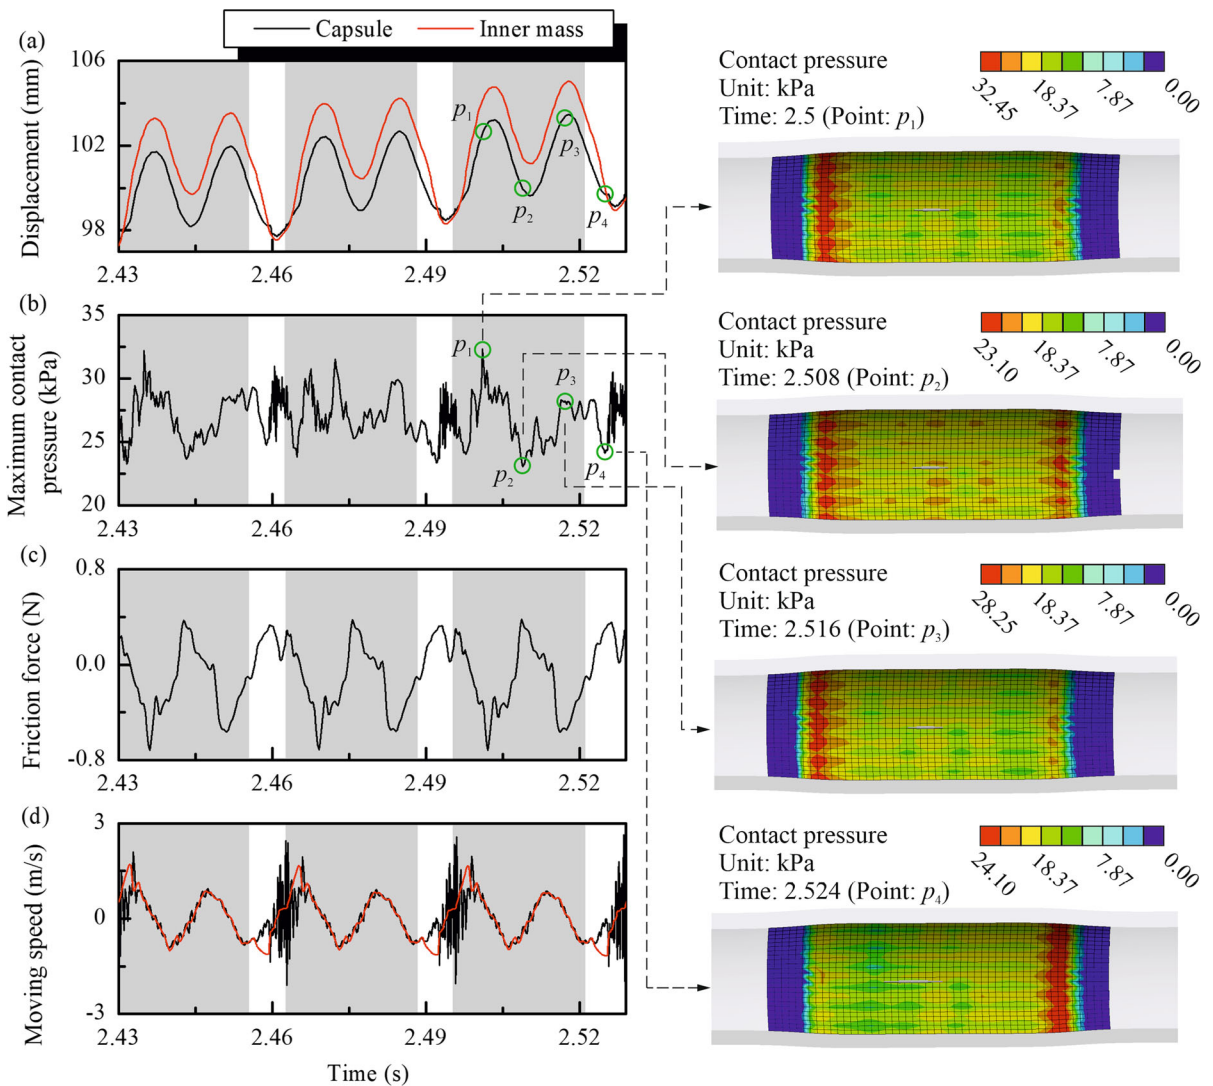 Capsule Inner mass
(a)
Displacement (mm)
106
102
98
p1
p2
p3
p4
2.43 2.46 2.49 2.52
(b)
Maximum contact
pressure (kPa)
35
30
25
20
p1
p2
p3
p4
2.43 2.46 2.49 2.52
(c)
Friction force (N)
0.8
0.0
-0.8
2.43 2.46 2.49 2.52
(d)
Moving speed (m/s)
3
0
-3
2.43 2.46 2.49 2.52
Time (s)
Contact pressure
Unit: kPa
Time: 2.5 (Point: p1)
32.45 18.37 7.87 0.00
Contact pressure
Unit: kPa
Time: 2.508 (Point: p2)
23.10 18.37 7.87 0.00
Contact pressure
Unit: kPa
Time: 2.516 (Point: p3)
28.25 18.37 7.87 0.00
Contact pressure
Unit: kPa
Time: 2.524 (Point: p4)
24.10 18.37 7.87 0.00